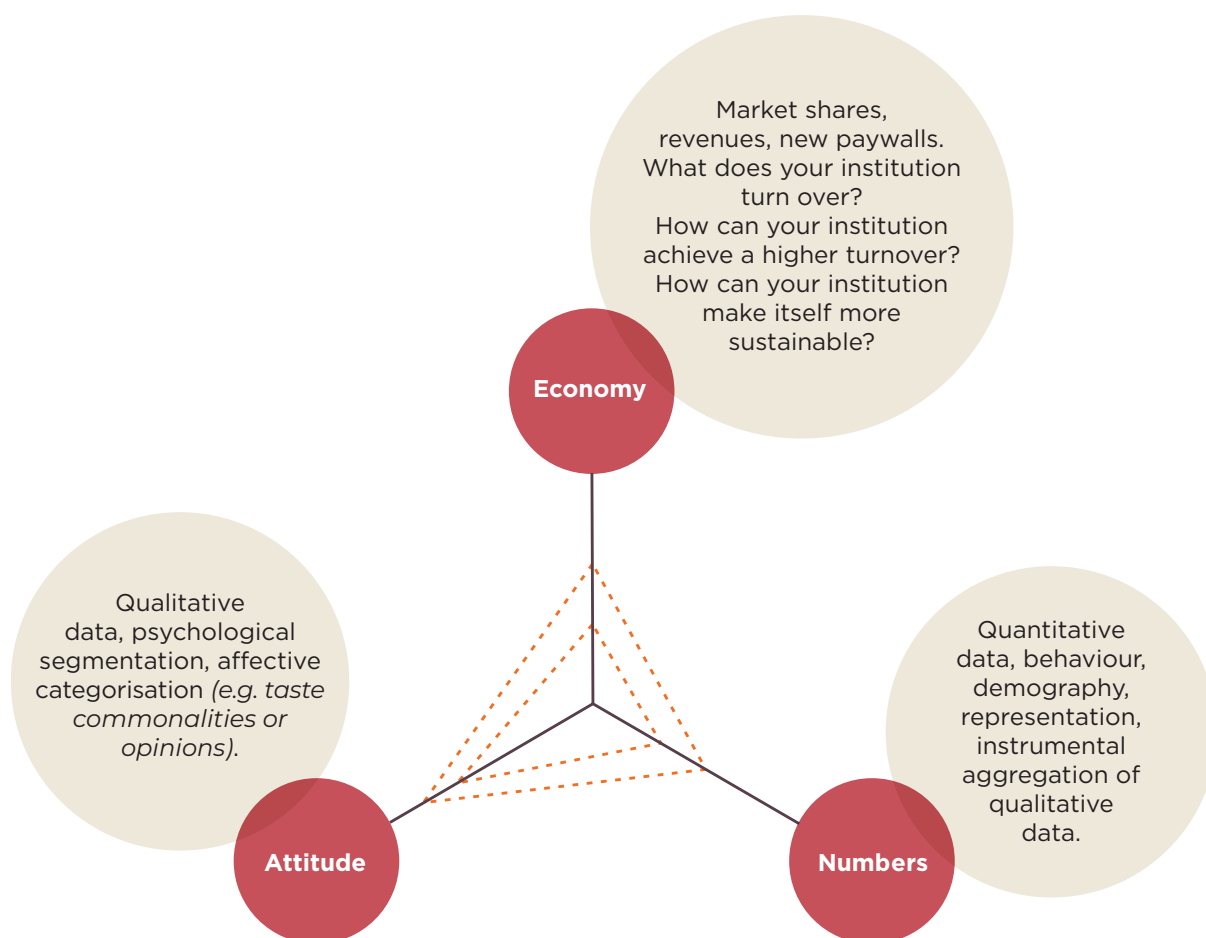 Market shares,
revenues, new paywalls.
What does your institution
turn over?
How can your institution
achieve a higher turnover?
How can your institution
make itself more
sustainable?
Economy
Qualitative
data, psychological
segmentation, affective
categorisation (e.g. taste
commonalities or
opinions).
Attitude
Quantitative
data, behaviour,
demography,
representation,
instrumental
aggregation of
qualitative
data.
Numbers